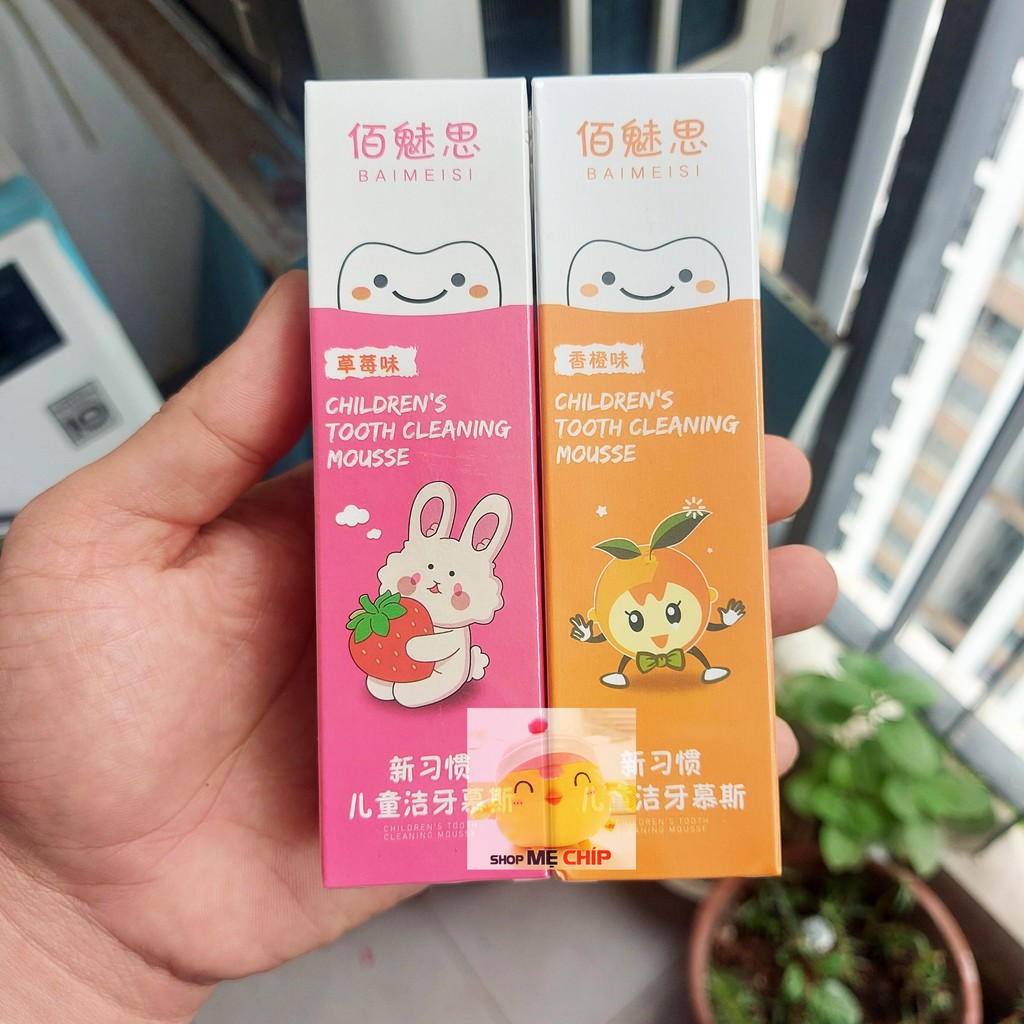 佰魅思
BAIMEISI
草莓味
CHILDREN'S
TOOTH CLEANING
MOUSSE
新习惯
儿童洁牙慕斯
CHILDREN'S TOOTH
CLEANING MOUSSE
佰魅思
BAIMEISI
香橙味
CHILDREN'S
TOOTH CLEANING
MOUSSE
新习惯
儿童洁牙慕斯
CHILDREN'S TOOTH
CLEANING MOUSSE
SHOP MẸ CHÍP
10